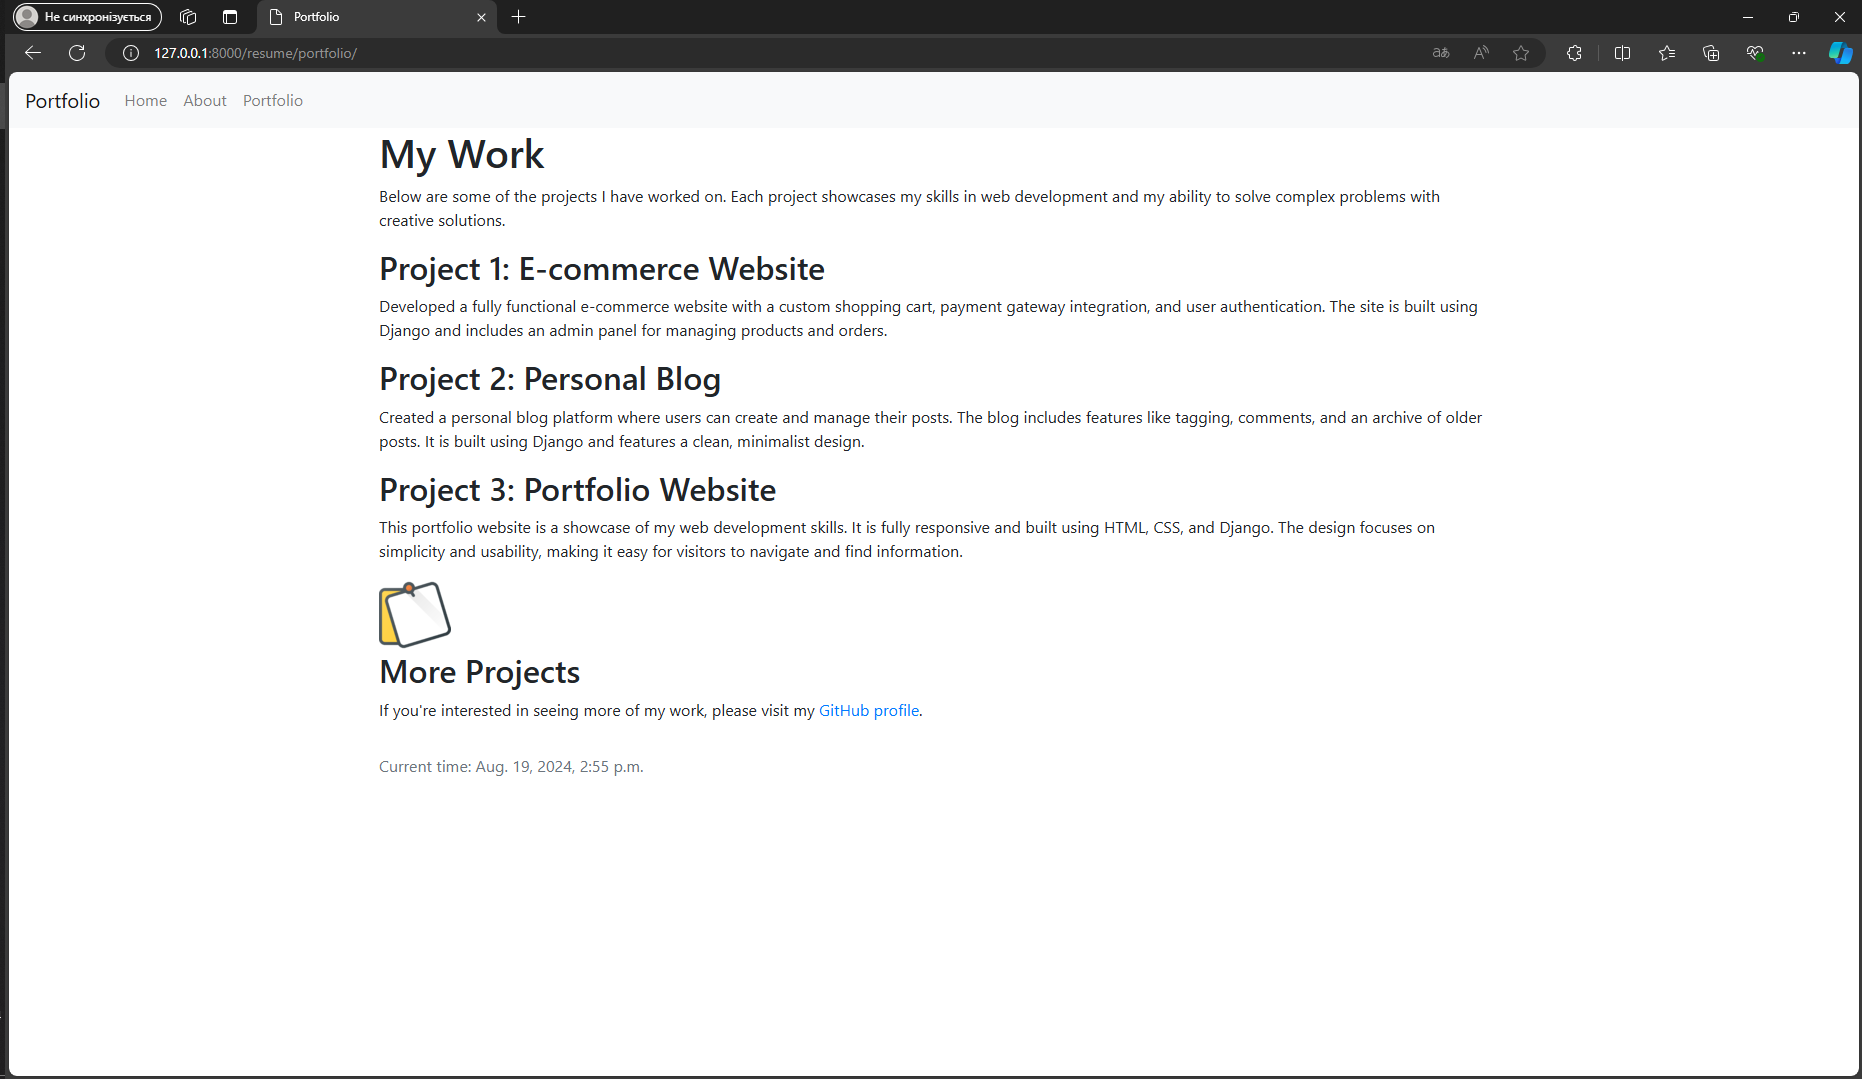 Не синхронізується
Portfolio
127.0.0.1:8000/resume/portfolio/
Portfolio Home About Portfolio
My Work
Below are some of the projects I have worked on. Each project showcases my skills in web development and my ability to solve complex problems with
creative solutions.
Project 1: E-commerce Website
Developed a fully functional e-commerce website with a custom shopping cart, payment gateway integration, and user authentication. The site is built using
Django and includes an admin panel for managing products and orders.
Project 2: Personal Blog
Created a personal blog platform where users can create and manage their posts. The blog includes features like tagging, comments, and an archive of older
posts. It is built using Django and features a clean, minimalist design.
Project 3: Portfolio Website
This portfolio website is a showcase of my web development skills. It is fully responsive and built using HTML, CSS, and Django. The design focuses on
simplicity and usability, making it easy for visitors to navigate and find information.
More Projects
If you're interested in seeing more of my work, please visit my GitHub profile.
Current time: Aug. 19, 2024, 2:55 p.m.